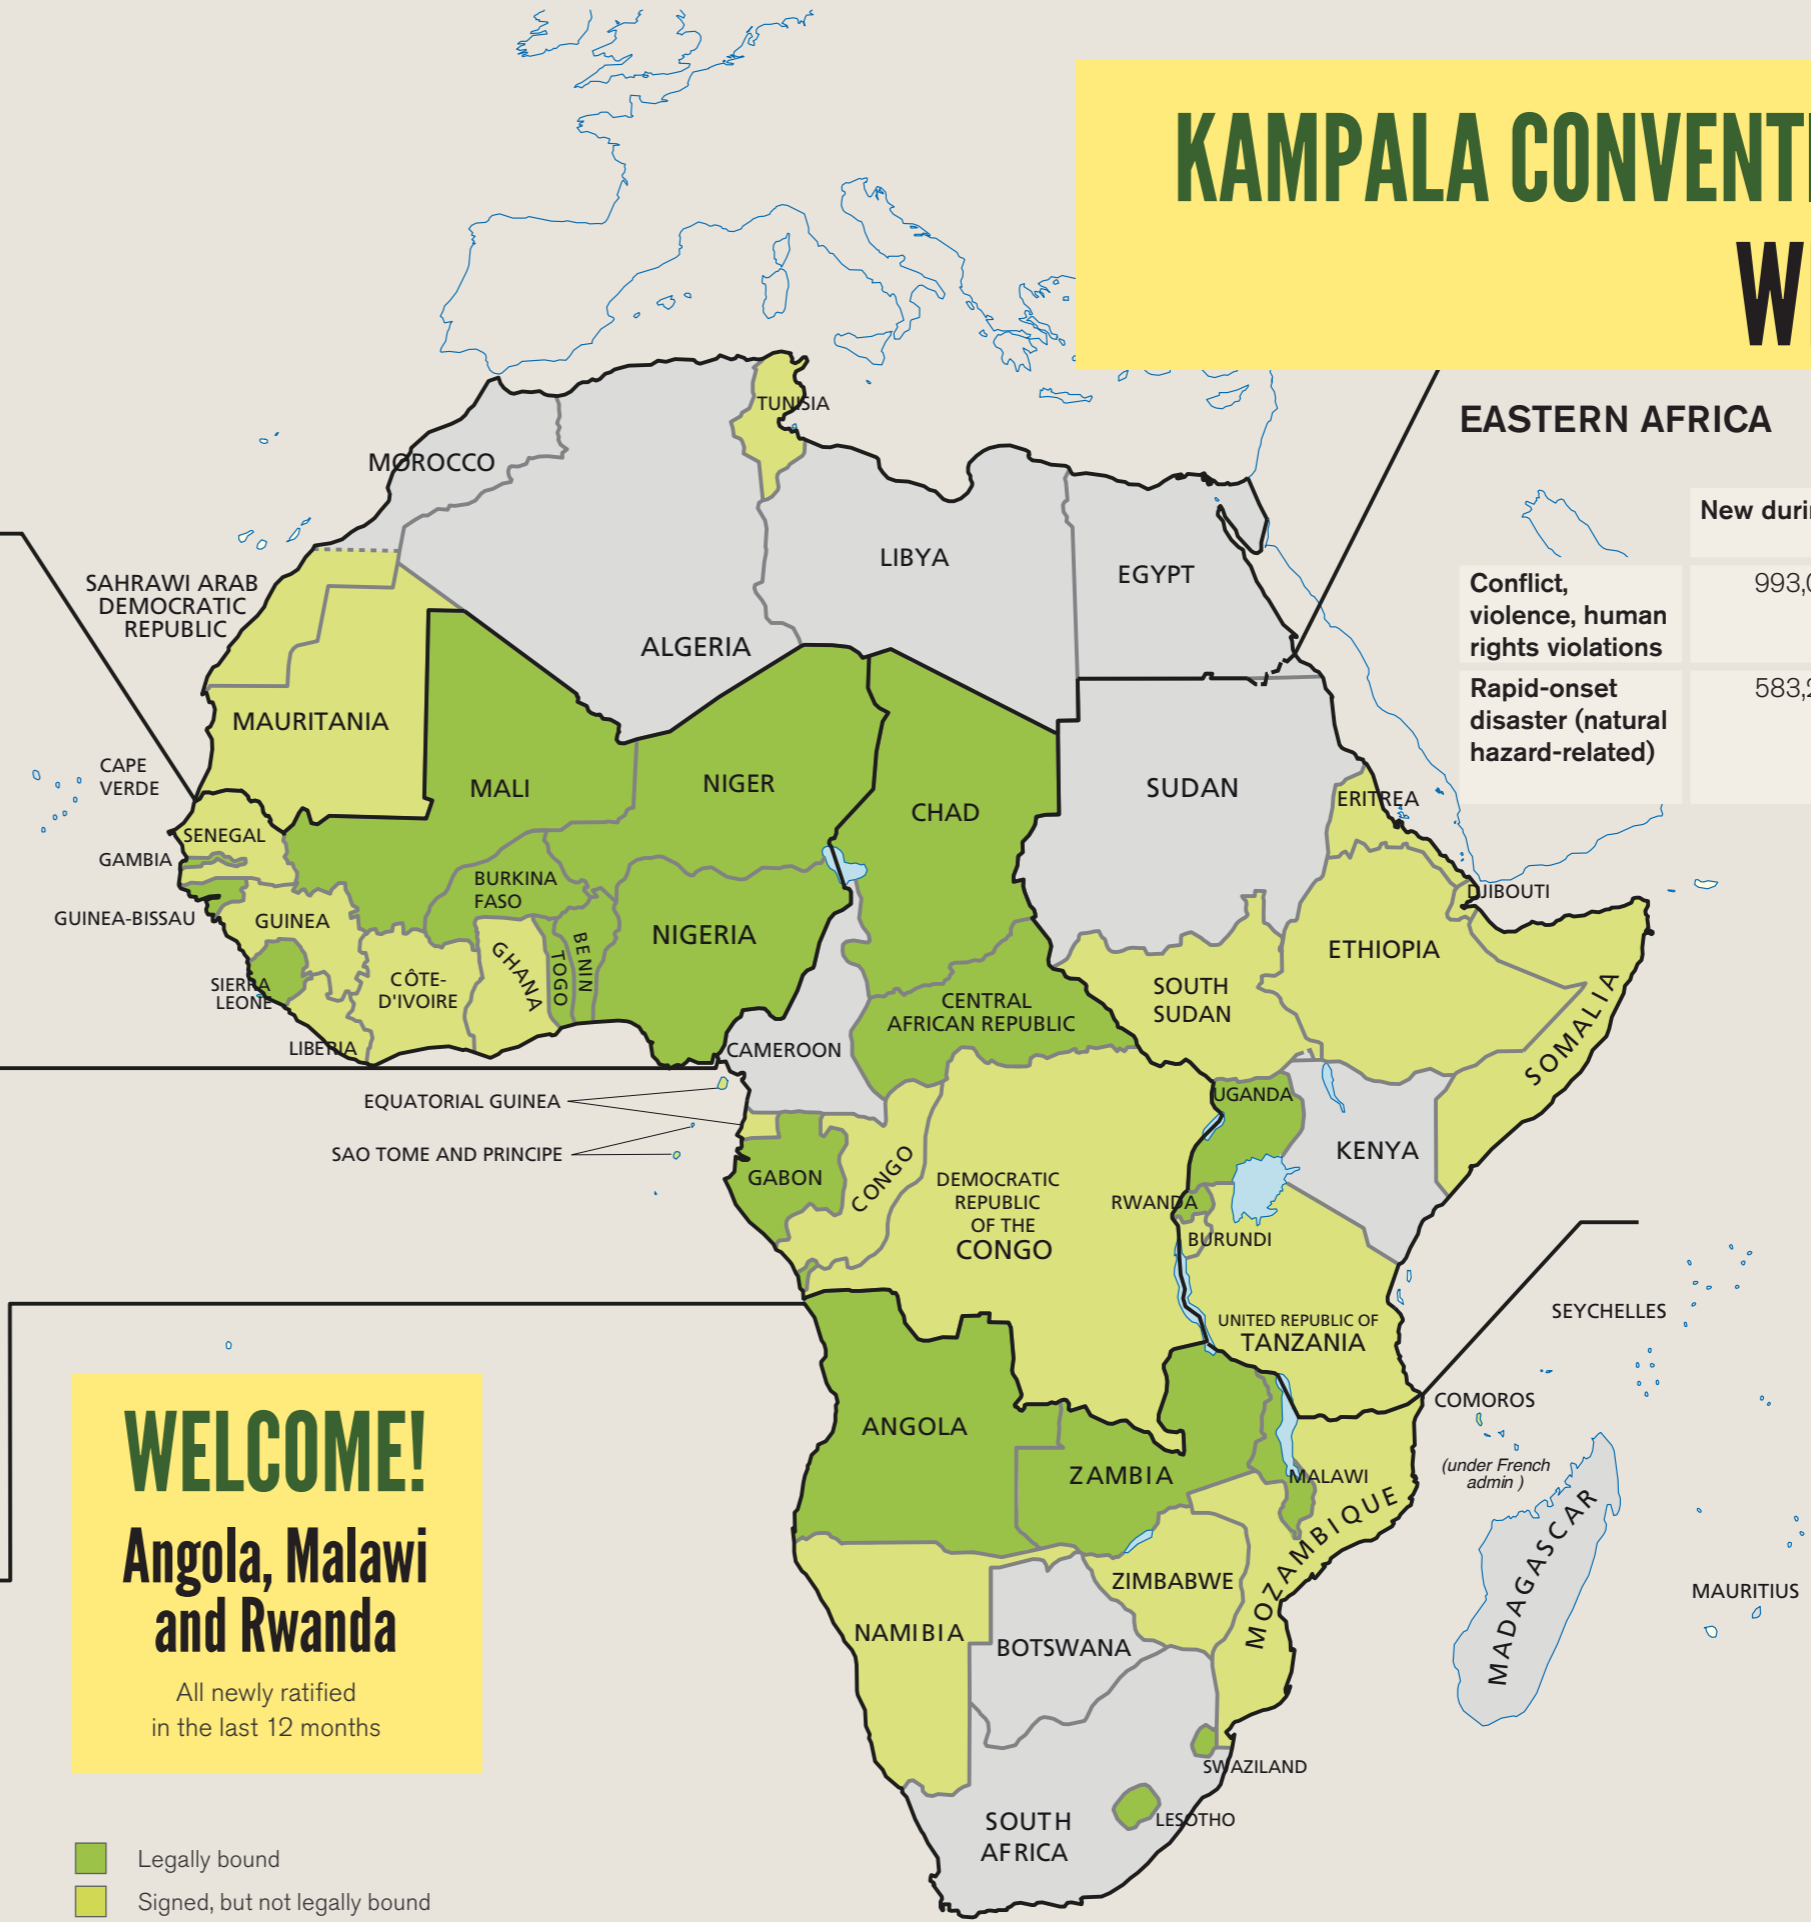 KAMPALA CONVENTI
W
EASTERN AFRICA
New durin
Conflict,
violence, human
rights violations
993,0
Rapid-onset
disaster (natural
hazard-related)
583,2
TUNISIA
MOROCCO
LIBYA
EGYPT
SAHRAWI ARAB
DEMOCRATIC
REPUBLIC
ALGERIA
MAURITANIA
CAPE
VERDE
MALI
NIGER
CHAD
SUDAN
ERITREA
SENEGAL
GAMBIA
BURKINA
FASO
DJIBOUTI
GUINEA-BISSAU
GUINEA
NIGERIA
BENIN
TOGO
GHANA
ETHIOPIA
SIERRA
LEONE
CÔTE-
D'IVOIRE
CENTRAL
AFRICAN REPUBLIC
SOUTH
SUDAN
SOMALIA
LIBERIA
CAMEROON
EQUATORIAL GUINEA
UGANDA
SAO TOME AND PRINCIPE
GABON
CONGO
KENYA
DEMOCRATIC
REPUBLIC
OF THE
CONGO
RWANDA
BURUNDI
UNITED REPUBLIC OF
TANZANIA
SEYCHELLES
COMOROS
ANGOLA
ZAMBIA
MALAWI
(under French
admin )
MOZAMBIQUE
MADAGASCAR
ZIMBABWE
MAURITIUS
NAMIBIA
BOTSWANA
SWAZILAND
LESOTHO
SOUTH
AFRICA
WELCOME!
Angola, Malawi
and Rwanda
All newly ratified
in the last 12 months
Legally bound
Signed, but not legally bound